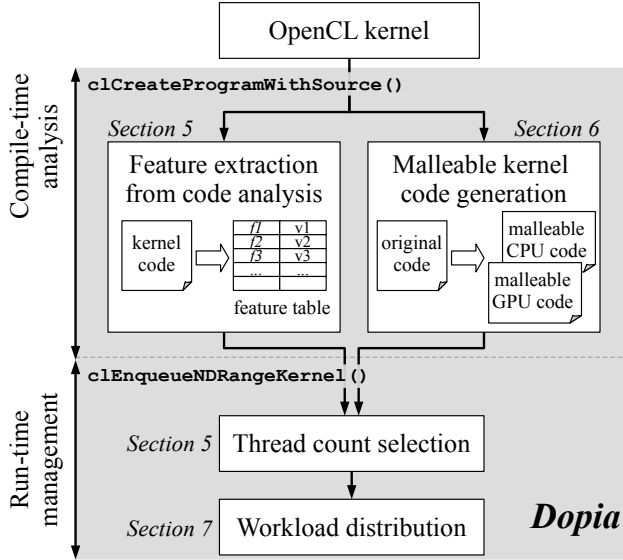 OpenCL kernel
Compile-time
analysis
clCreateProgramWithSource()
Section 5
Feature extraction
from code analysis
kernel
code
f1 v1
f2 v2
f3 v3
... ...
feature table
Section 6
Malleable kernel
code generation
original
code
malleable
CPU code
malleable
GPU code
Run-time
management
clEnqueueNDRangeKernel()
Section 5
Thread count selection
Section 7
Workload distribution
Dopia